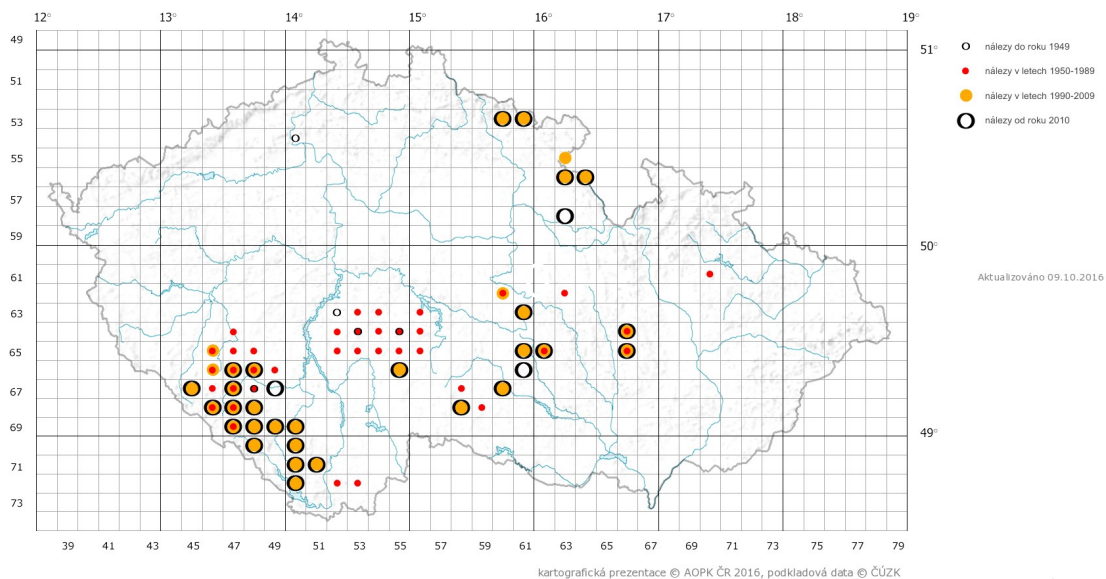 12° 13° 14° 15° 16° 17° 18° 19°
49
51° nálezy do roku 1949
51
nálezy v letech 1950-1989
nálezy v letech 1990-2009
53
nálezy od roku 2010
55
57
59
50°
61
Aktualizováno 09.10.2016
63
65
67
69
49°
71
73
39 41 43 45 47 49 51 53 55 57 59 61 63 65 67 69 71 73 75 77 79
kartografická prezentace © AOPK ČR 2016, podkladová data © ČÚZK